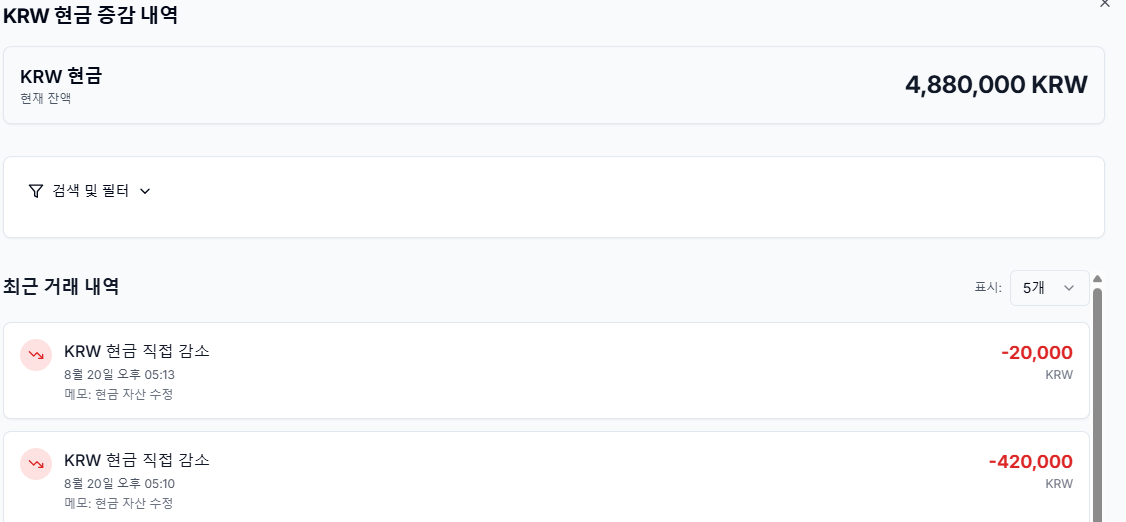 KRW 현금 증감 내역
KRW 현금
현재 잔액
4,880,000 KRW
검색 및 필터
최근 거래 내역
표시:
5개
KRW 현금 직접 감소
8월 20일 오후 05:13
메모: 현금 자산 수정
-20,000
KRW
KRW 현금 직접 감소
8월 20일 오후 05:10
메모: 현금 자산 수정
-420,000
KRW